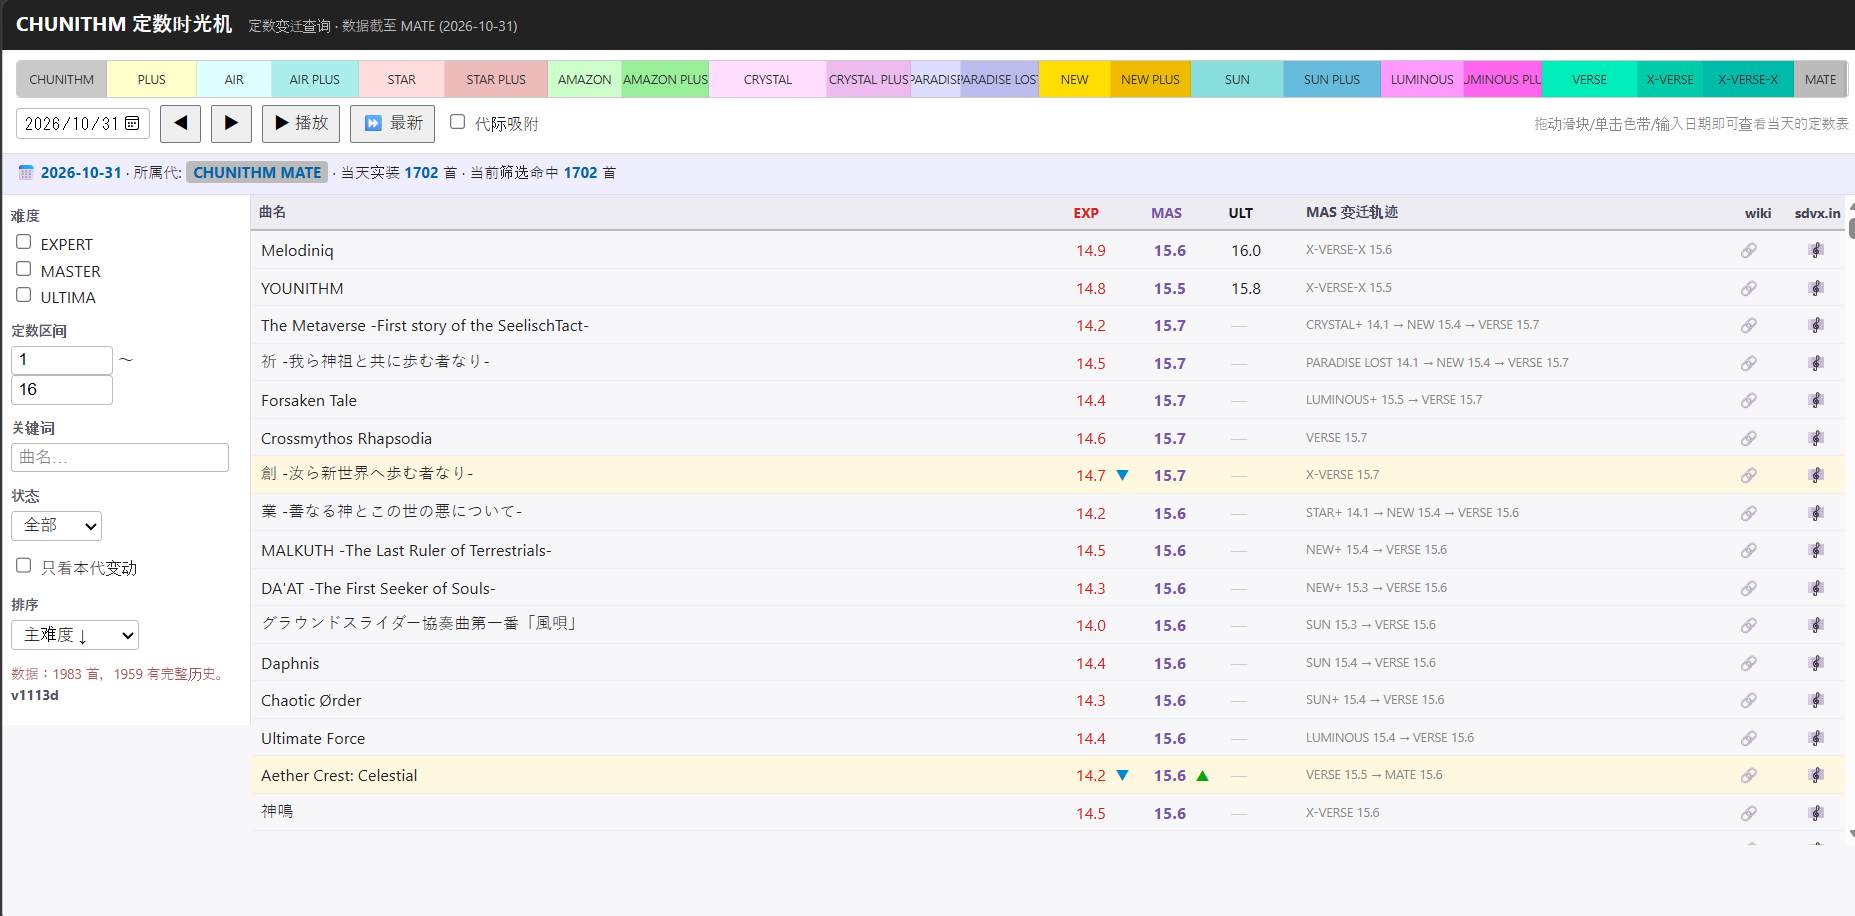 CHUNITHM 定数时光机 定数变迁查询 · 数据截至 MATE (2026-10-31)
CHUNITHM PLUS AIR AIR PLUS STAR STAR PLUS AMAZON AMAZON PLUS CRYSTAL CRYSTAL PLUS PARADISE PARADISE LOST NEW NEW PLUS SUN SUN PLUS LUMINOUS LUMINOUS PLUS VERSE X-VERSE X-VERSE-X MATE
2026/10/31 ◀ ▶ ▶ 播放 ⏩ 最新 代际吸附 拖动滑块/单击色带/输入日期即可查看当天的定数表
2026-10-31 · 所属代: CHUNITHM MATE · 当天实装 1702 首 · 当前筛选命中 1702 首
难度
EXPERT
MASTER
ULTIMA
定数区间
1 ～
16
关键词
曲名...
状态
全部
只看本代变动
排序
主难度 ↓
数据：1983 首，1959 有完整历史。
v1113d
曲名 EXP MAS ULT MAS 变迁轨迹 wiki sdvx.in
Melodiniq 14.9 15.6 16.0 X-VERSE-X 15.6
YOUNITHM 14.8 15.5 15.8 X-VERSE-X 15.5
The Metaverse -First story of the SeelischTact- 14.2 15.7 — CRYSTAL+ 14.1 → NEW 15.4 → VERSE 15.7
祈 -我ら神祖と共に歩む者なり- 14.5 15.7 — PARADISE LOST 14.1 → NEW 15.4 → VERSE 15.7
Forsaken Tale 14.4 15.7 — LUMINOUS+ 15.5 → VERSE 15.7
Crossmythos Rhapsodia 14.6 15.7 — VERSE 15.7
創 -汝ら新世界へ歩む者なり- 14.7 ▼ 15.7 — X-VERSE 15.7
業 -善なる神とこの世の悪について- 14.2 15.6 — STAR+ 14.1 → NEW 15.4 → VERSE 15.6
MALKUTH -The Last Ruler of Terrestrials- 14.5 15.6 — NEW+ 15.4 → VERSE 15.6
DA'AT -The First Seeker of Souls- 14.3 15.6 — NEW+ 15.3 → VERSE 15.6
グラウンドスライダー協奏曲第一番「風唄」 14.0 15.6 — SUN 15.3 → VERSE 15.6
Daphnis 14.4 15.6 — SUN 15.4 → VERSE 15.6
Chaotic Ørder 14.3 15.6 — SUN+ 15.4 → VERSE 15.6
Ultimate Force 14.4 15.6 — LUMINOUS 15.4 → VERSE 15.6
Aether Crest: Celestial 14.2 ▼ 15.6 ▲ — VERSE 15.5 → MATE 15.6
神鳴 14.5 15.6 — X-VERSE 15.6